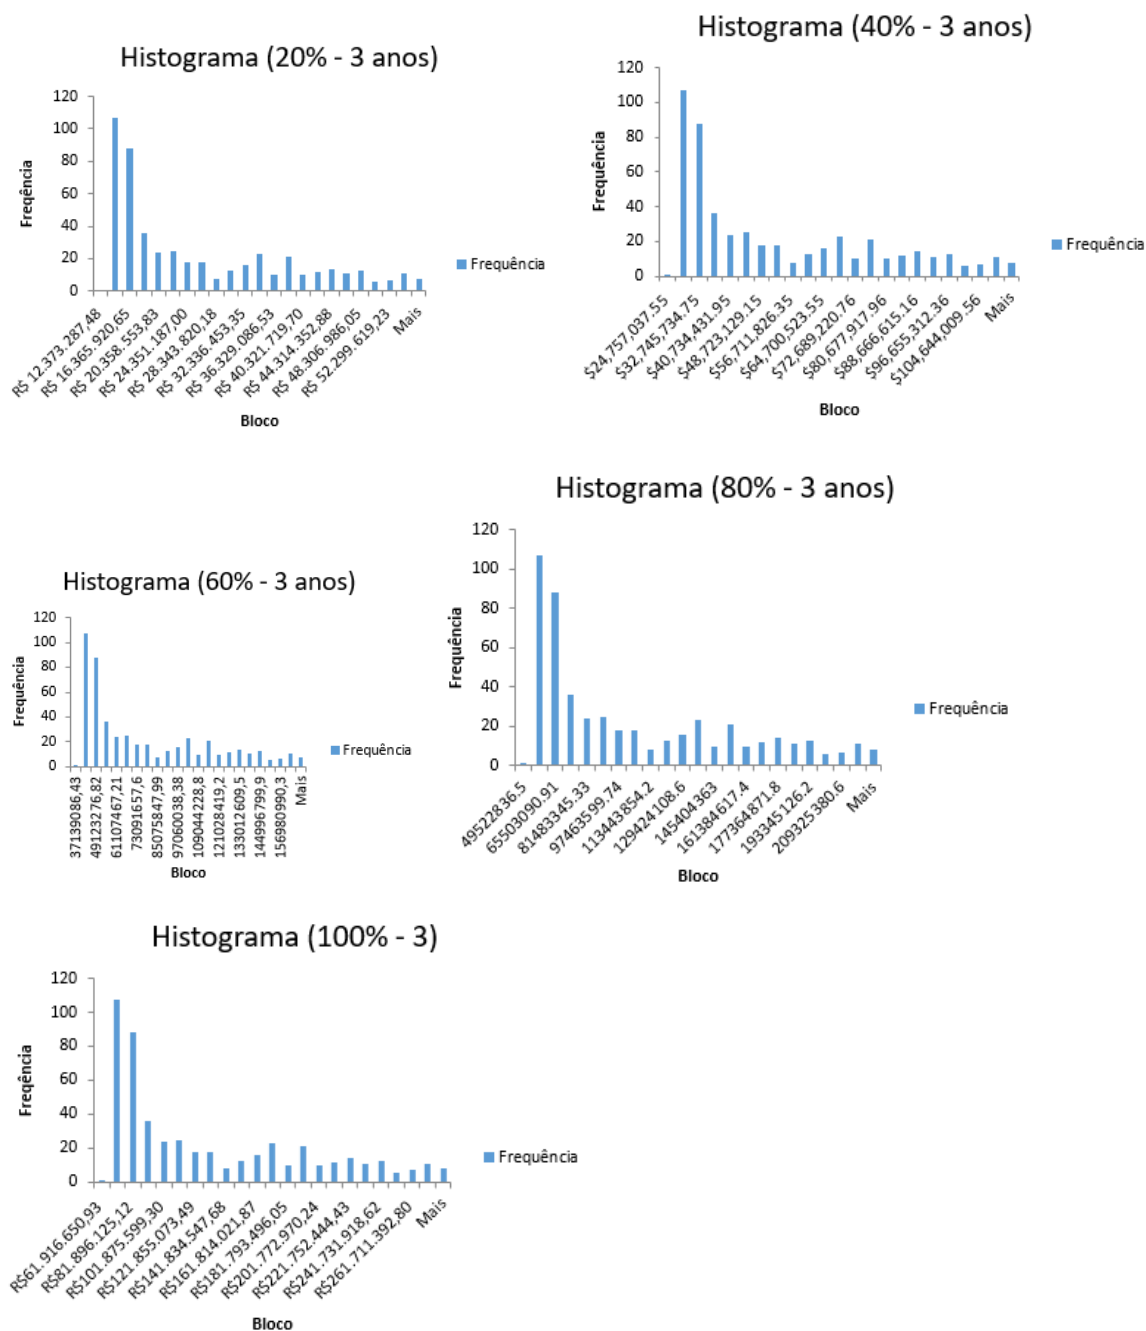 Histograma (20% - 3 anos)
120
100
80
60
40
20
0
Freqência
R$ 12.373.287,48
R$ 16.365.920,65
R$ 20.358.553,83
R$ 24.351.187,00
R$ 28.343.820,18
R$ 32.336.453,35
R$ 36.329.086,53
R$ 40.321.719,70
R$ 44.314.352,88
R$ 48.306.986,05
R$ 52.299.619,23
Mais
Bloco
Frequência
Histograma (40% - 3 anos)
120
100
80
60
40
20
0
Frequência
$24,757,037.55
$32,745,734.75
$40,734,431.95
$48,723,129.15
$56,711,826.35
$64,700,523.55
$72,689,220.76
$80,677,917.96
$88,666,615.16
$96,655,312.36
$104,644,009.56
Mais
Bloco
Frequência
Histograma (60% - 3 anos)
120
100
80
60
40
20
0
Frequência
37139086,43
49123276,82
61107467,21
73091657,6
85075847,99
97060038,38
109044228,8
121028419,2
133012609,5
144996799,9
156980990,3
Mais
Bloco
Frequência
Histograma (80% - 3 anos)
120
100
80
60
40
20
0
Frequência
49522836.5
65503090.91
81483345.33
97463599.74
113443854.2
129424108.6
145404363
161384617.4
177364871.8
193345126.2
209325380.6
Mais
Bloco
Frequência
Histograma (100% - 3)
120
100
80
60
40
20
0
Freqência
R$61.916.650,93
R$81.896.125,12
R$101.875.599,30
R$121.855.073,49
R$141.834.547,68
R$161.814.021,87
R$181.793.496,05
R$201.772.970,24
R$221.752.444,43
R$241.731.918,62
R$261.711.392,80
Mais
Bloco
Frequência